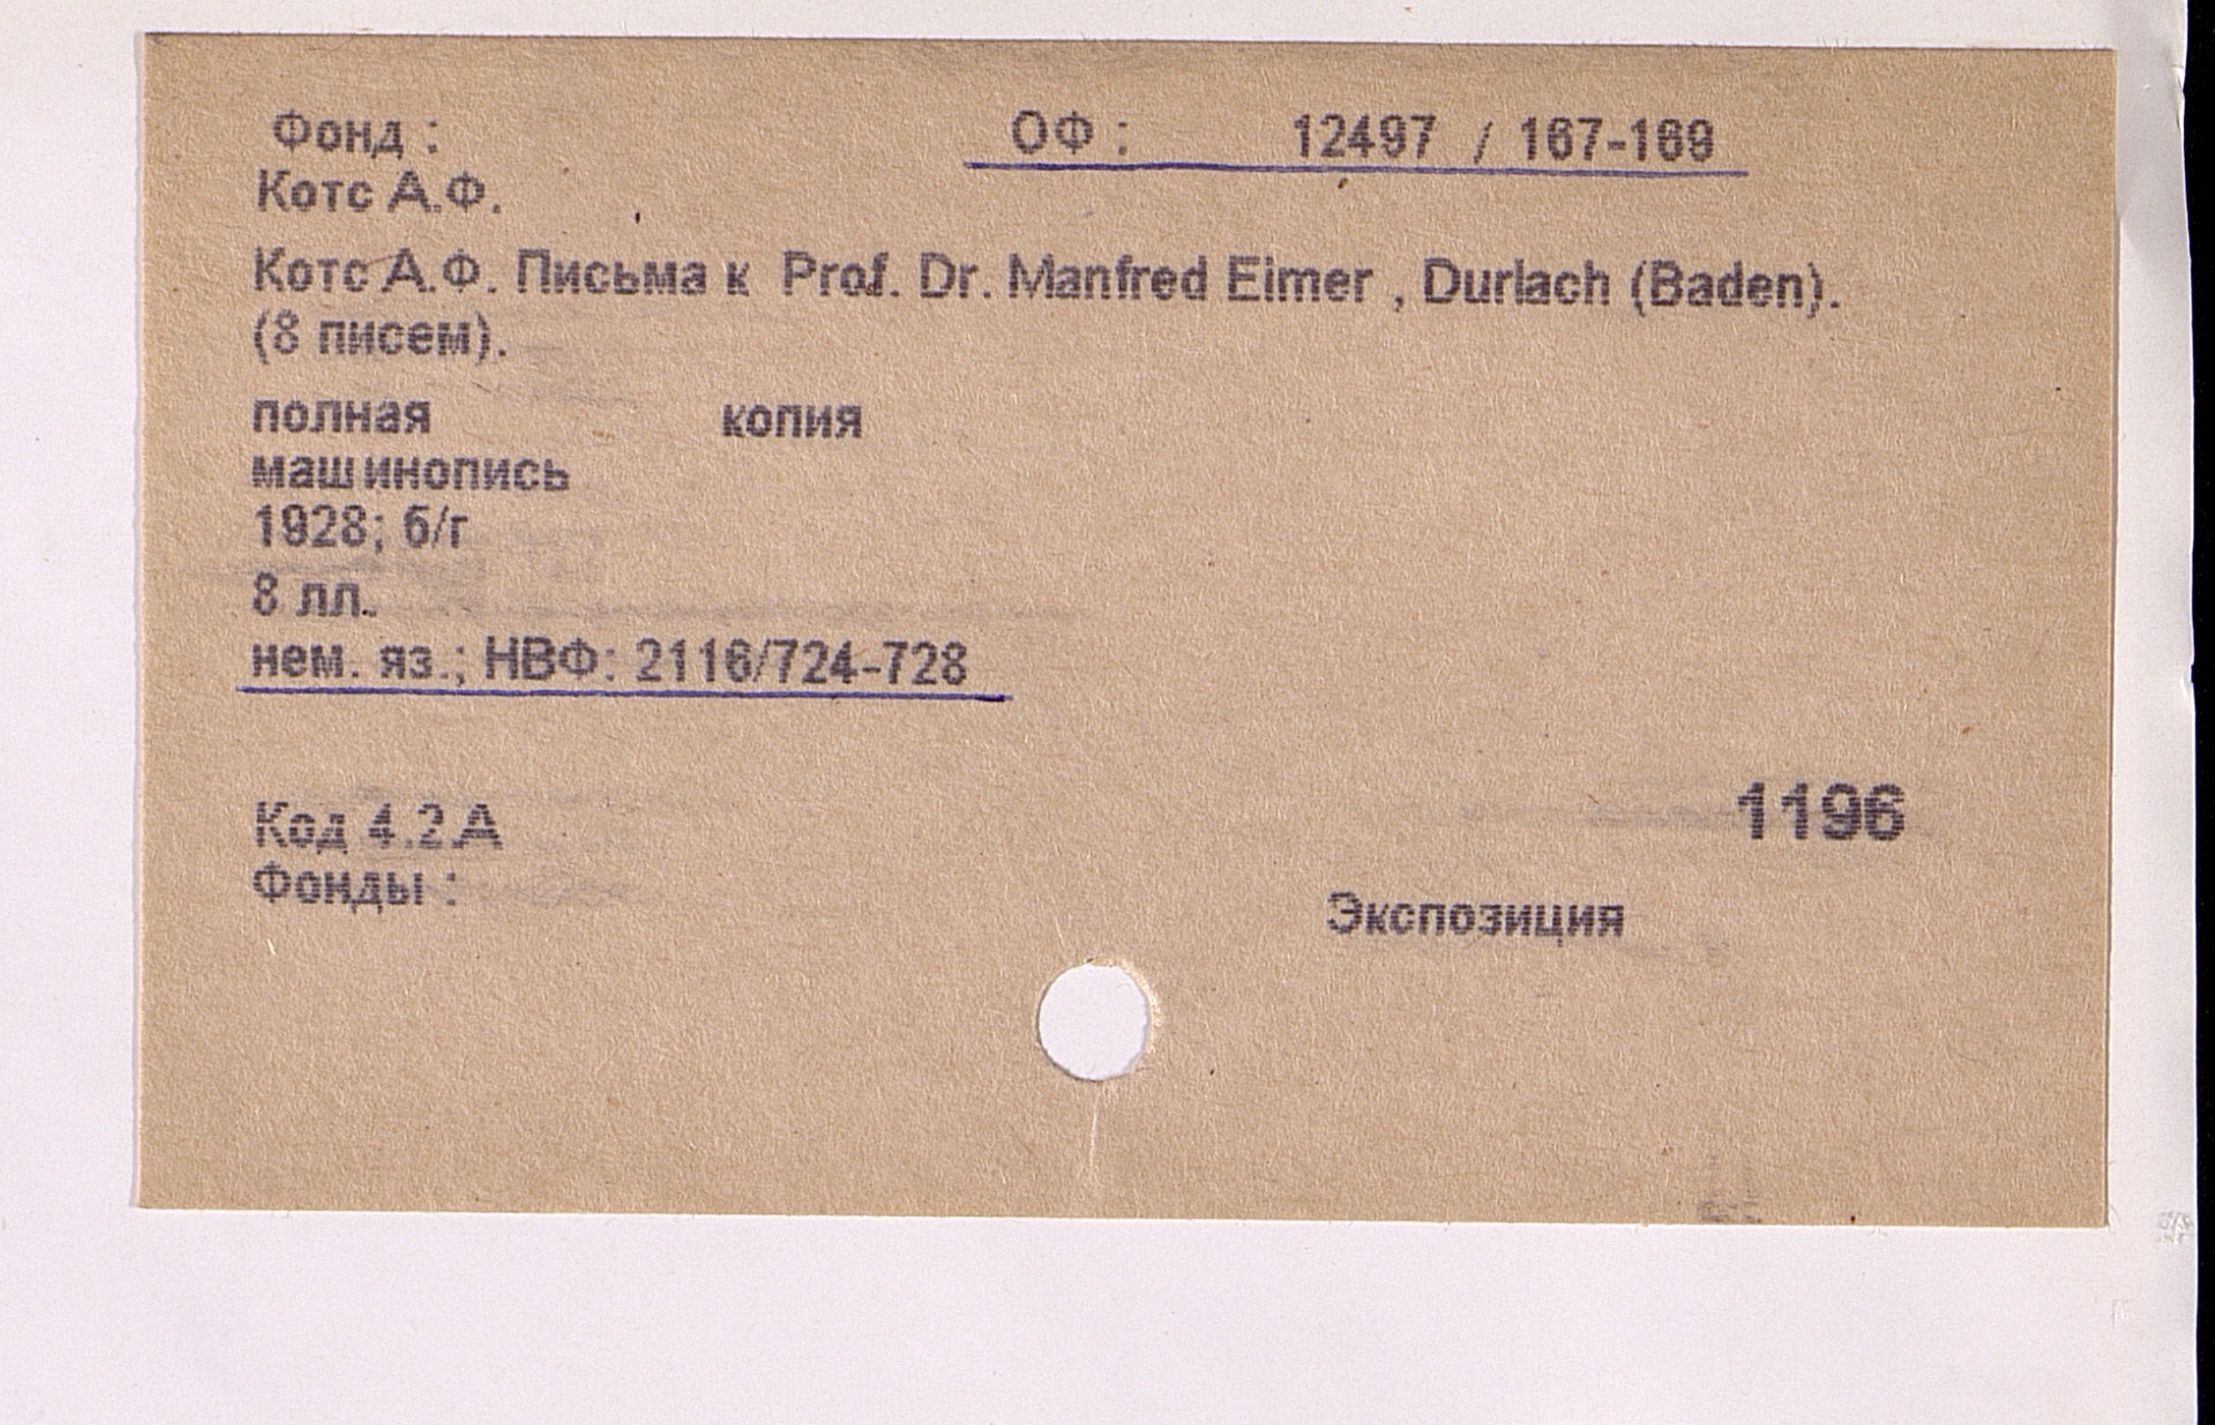 Фонд :                ОФ :      12497  / 167-169
Котс А.Ф.
Котс А.Ф. Письма к  Prof. Dr. Manfred Eimer , Durlach (Baden).
(8 писем).
полная                копия
машинопись
1928; б/г
8 лл.
нем. яз.; НВФ: 2116/724-728
1196
Код 4.2.А
Фонды :
Экспозиция